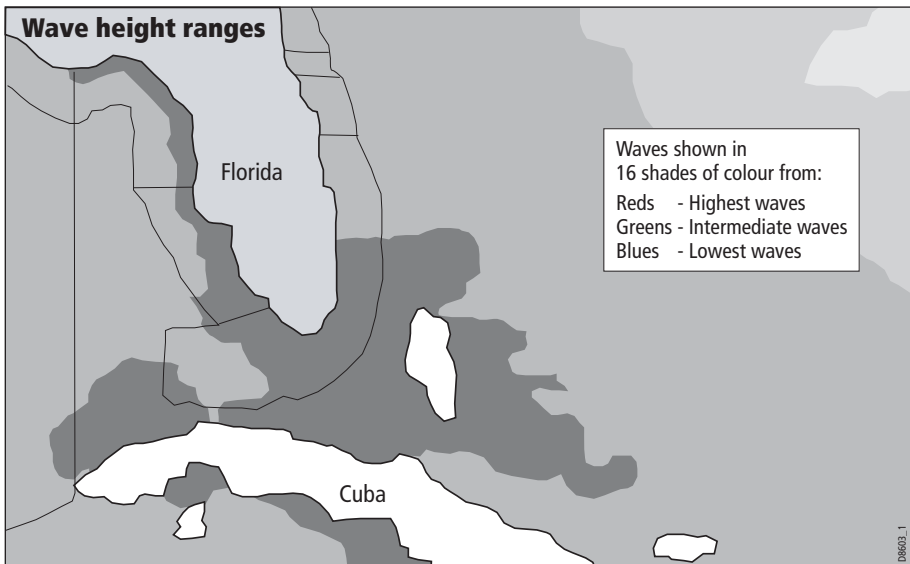 Wave height ranges
Florida
Waves shown in
16 shades of colour from:
Reds - Highest waves
Greens - Intermediate waves
Blues - Lowest waves
Cuba
D8603_1